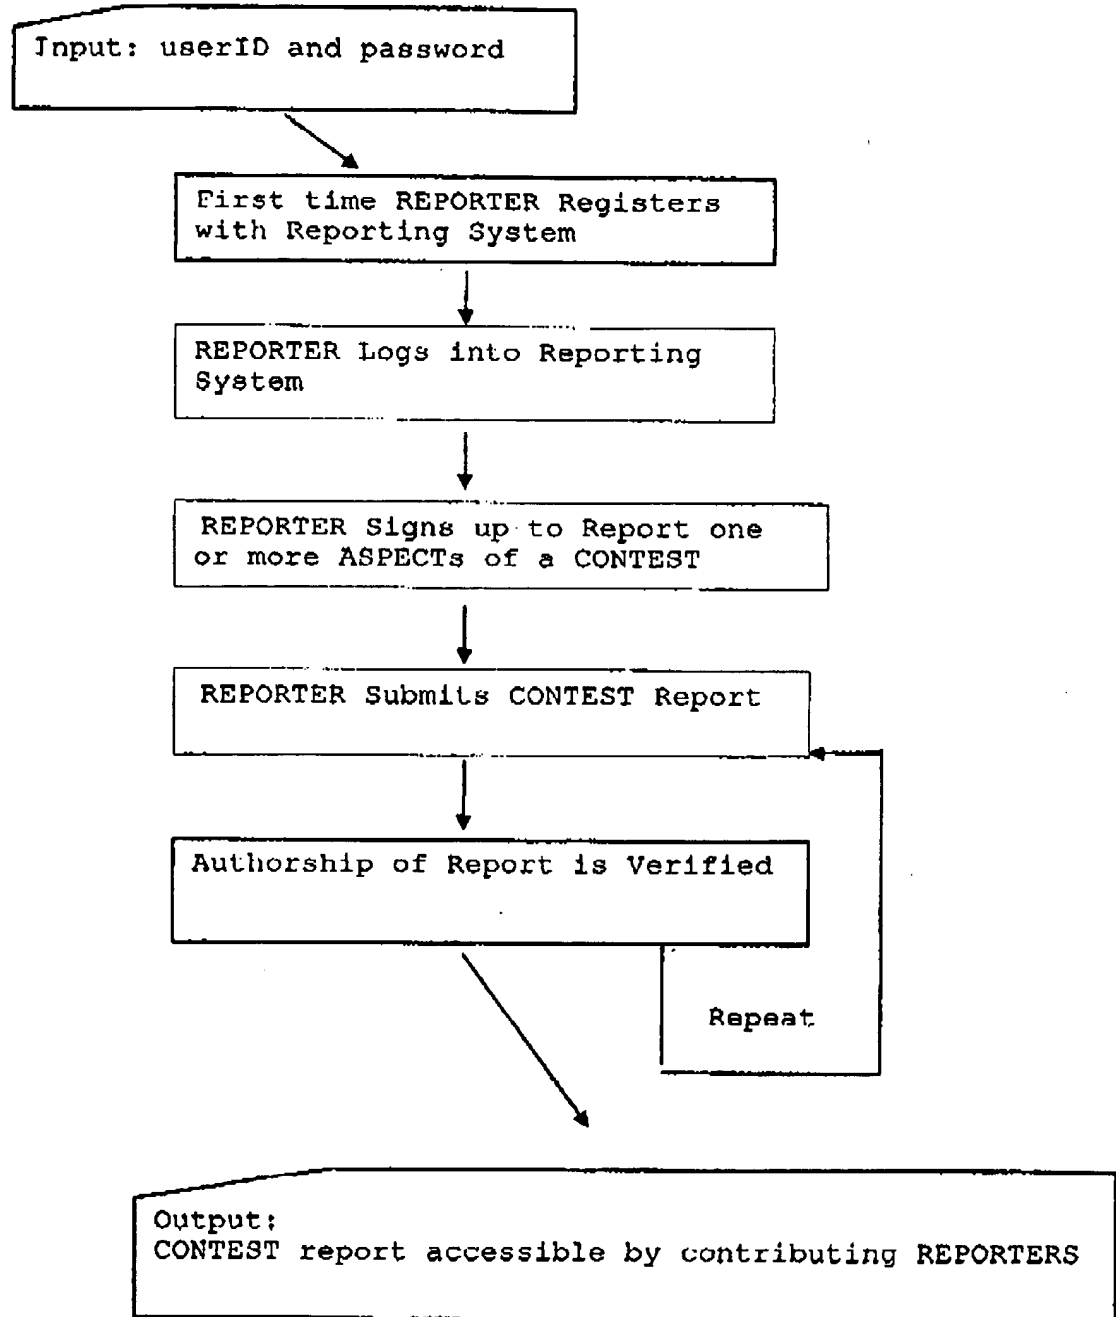 Input: userID and password
First time REPORTER Registers
with Reporting System
REPORTER Logs into Reporting
System
REPORTER Signs up to Report one
or more ASPECTs of a CONTEST
REPORTER Submits CONTEST Report
Authorship of Report is Verified
Repeat
Output:
CONTEST report accessible by contributing REPORTERS